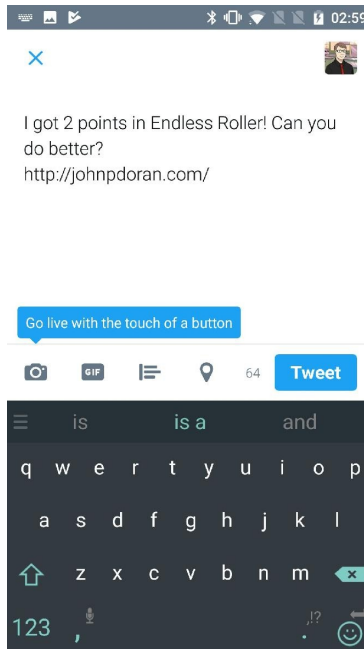 02:59
I got 2 points in Endless Roller! Can you
do better?
http://johnpdoran.com/
Go live with the touch of a button
GIF 64 Tweet
is is a and
q w e r t y u i o p
a s d f g h j k l
z x c v b n m
123 , . ,!?